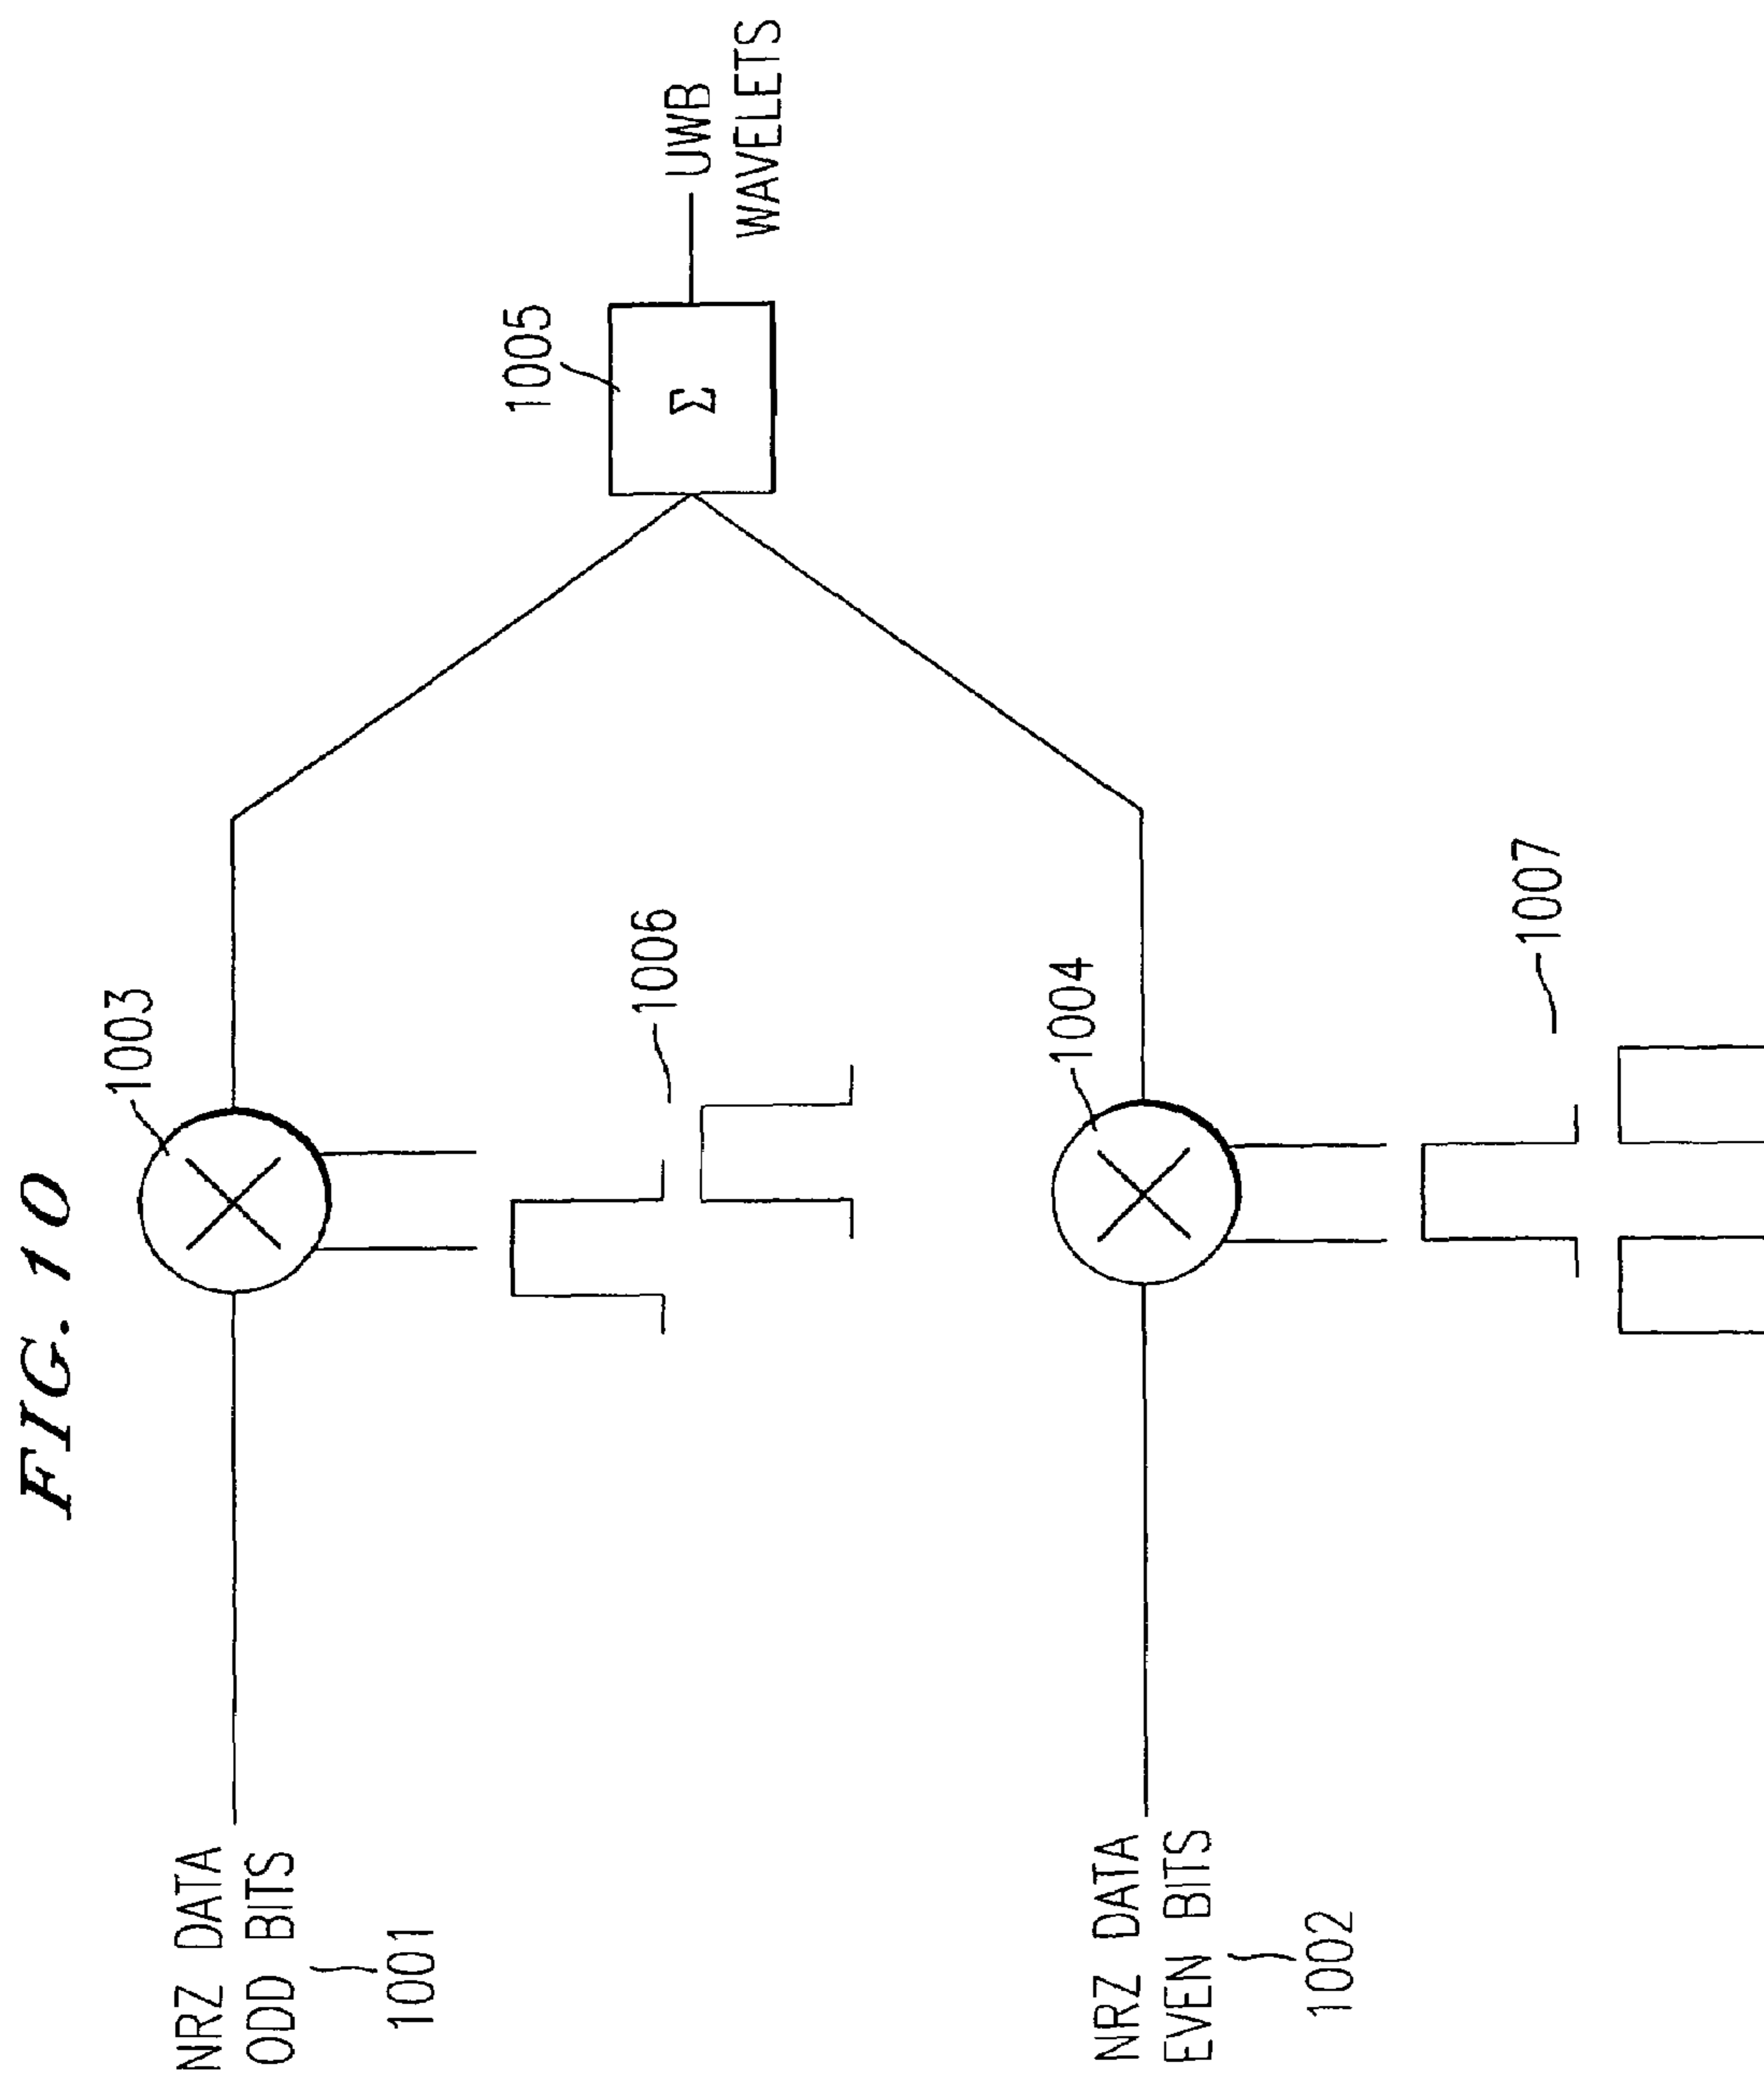 FIG. 10
NRZ DATA
ODD BITS
1001
1003
1006
1005
Σ
UWB
WAVELETS
NRZ DATA
EVEN BITS
1002
1004
1007